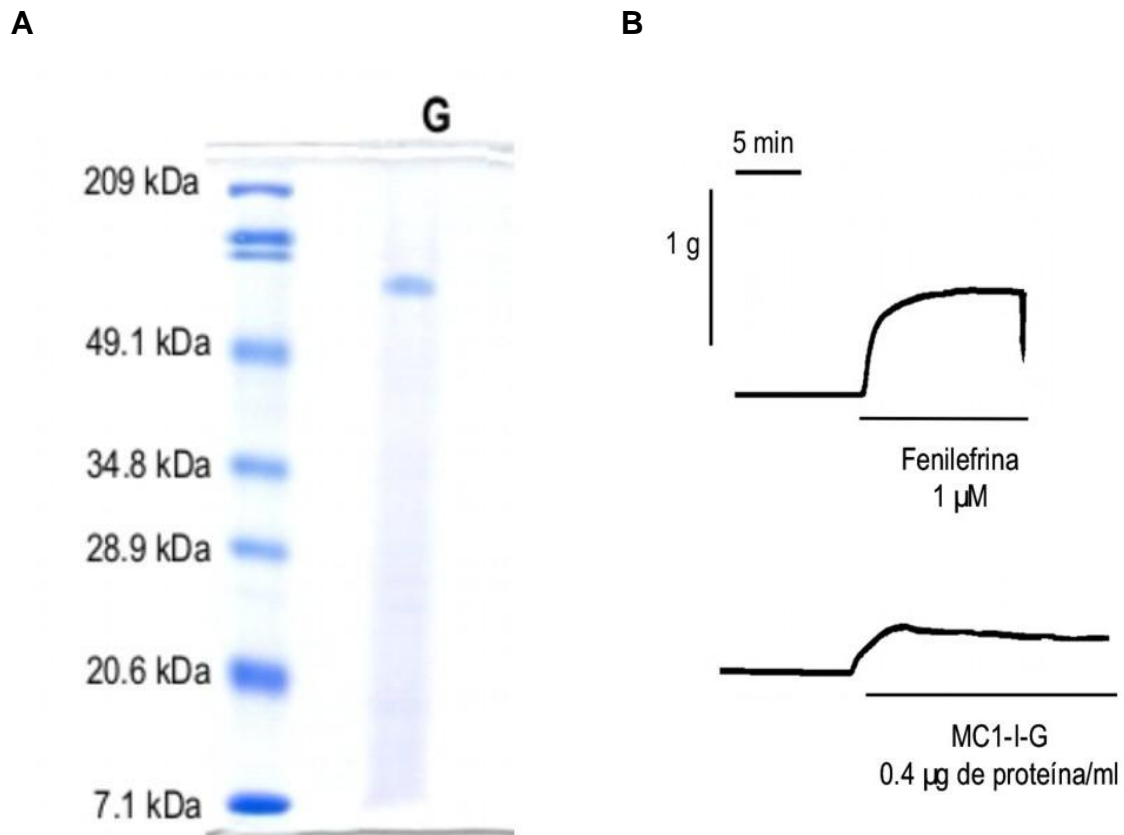 A
B
G
209 kDa
49.1 kDa
34.8 kDa
28.9 kDa
20.6 kDa
7.1 kDa
5 min
1 g
Fenilefrina
1 µM
MC1-I-G
0.4 µg de proteína/ml